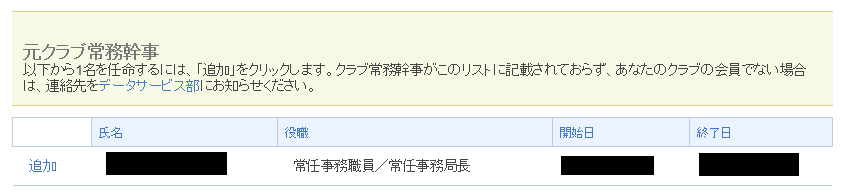 元クラブ常務幹事
以下から1名を任命するには、「追加」をクリックします。クラブ常務幹事がこのリストに記載されておらず、あなたのクラブの会員でない場合
は、連絡先をデータサービス部にお知らせください。
氏名 役職 開始日 終了日
追加 常任事務職員／常任事務局長